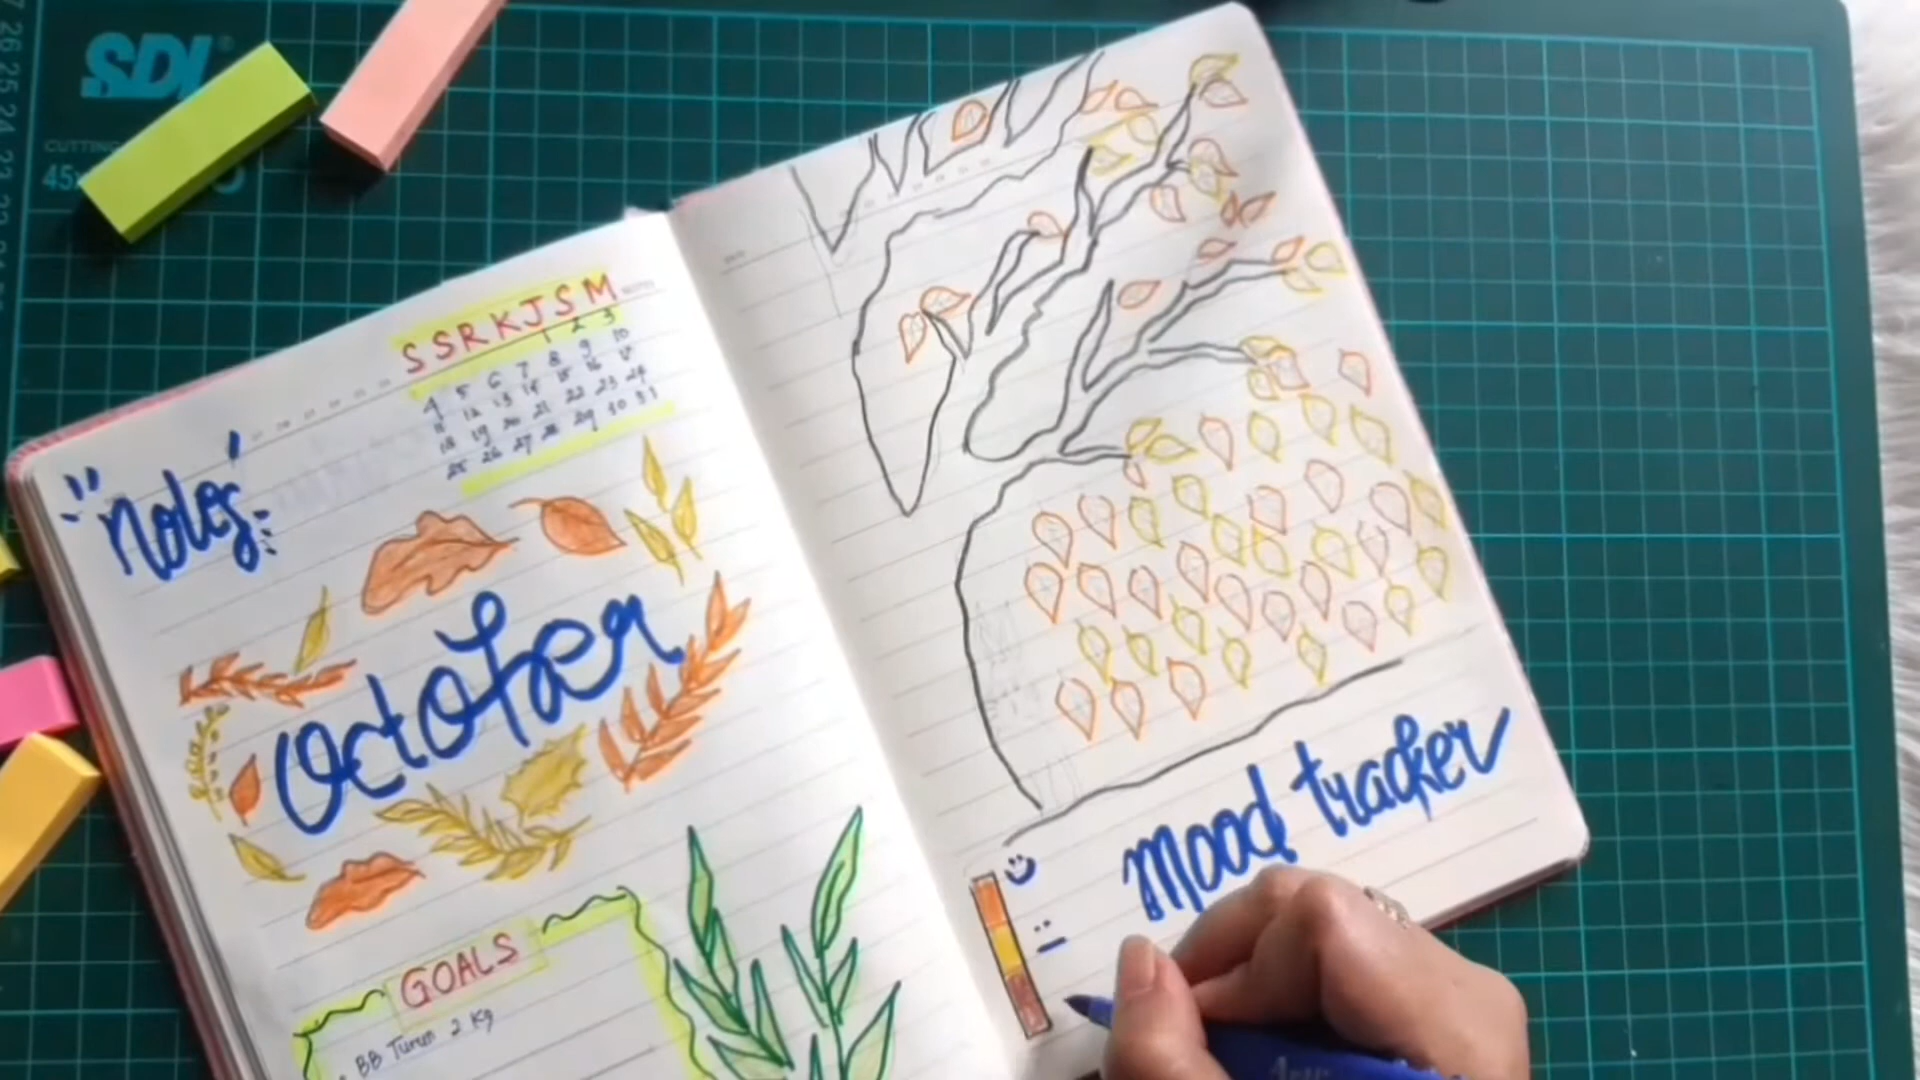 SDI
CUTTING
45x
S S R K J S M
1 2 3
4 5 6 7 8 9 10
11 12 13 14 15 16 17
18 19 20 21 22 23 24
25 26 27 28 29 30 31
Notes
October
GOALS
BB Turun 2 Kg
Mood tracker